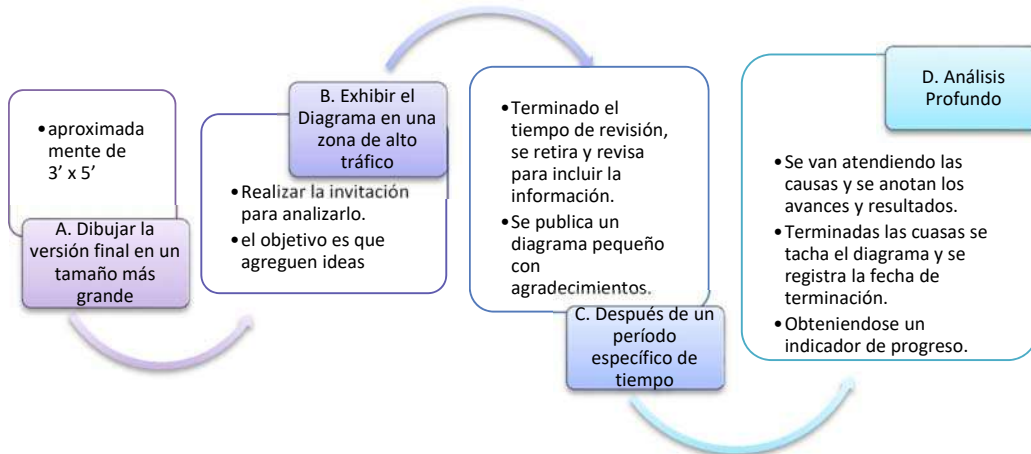 •aproximada
mente de
3’ x 5’
A. Dibujar la
versión final en un
tamaño más
grande
B. Exhibir el
Diagrama en una
zona de alto
tráfico
•Realizar la invitación
para analizarlo.
•el objetivo es que
agreguen ideas
•Terminado el
tiempo de revisión,
se retira y revisa
para incluir la
información.
•Se publica un
diagrama pequeño
con
agradecimientos.
C. Después de un
período
específico de
tiempo
D. Análisis
Profundo
•Se van atendiendo las
causas y se anotan los
avances y resultados.
•Terminadas las cuasas se
tacha el diagrama y se
registra la fecha de
terminación.
•Obteniendose un
indicador de progreso.